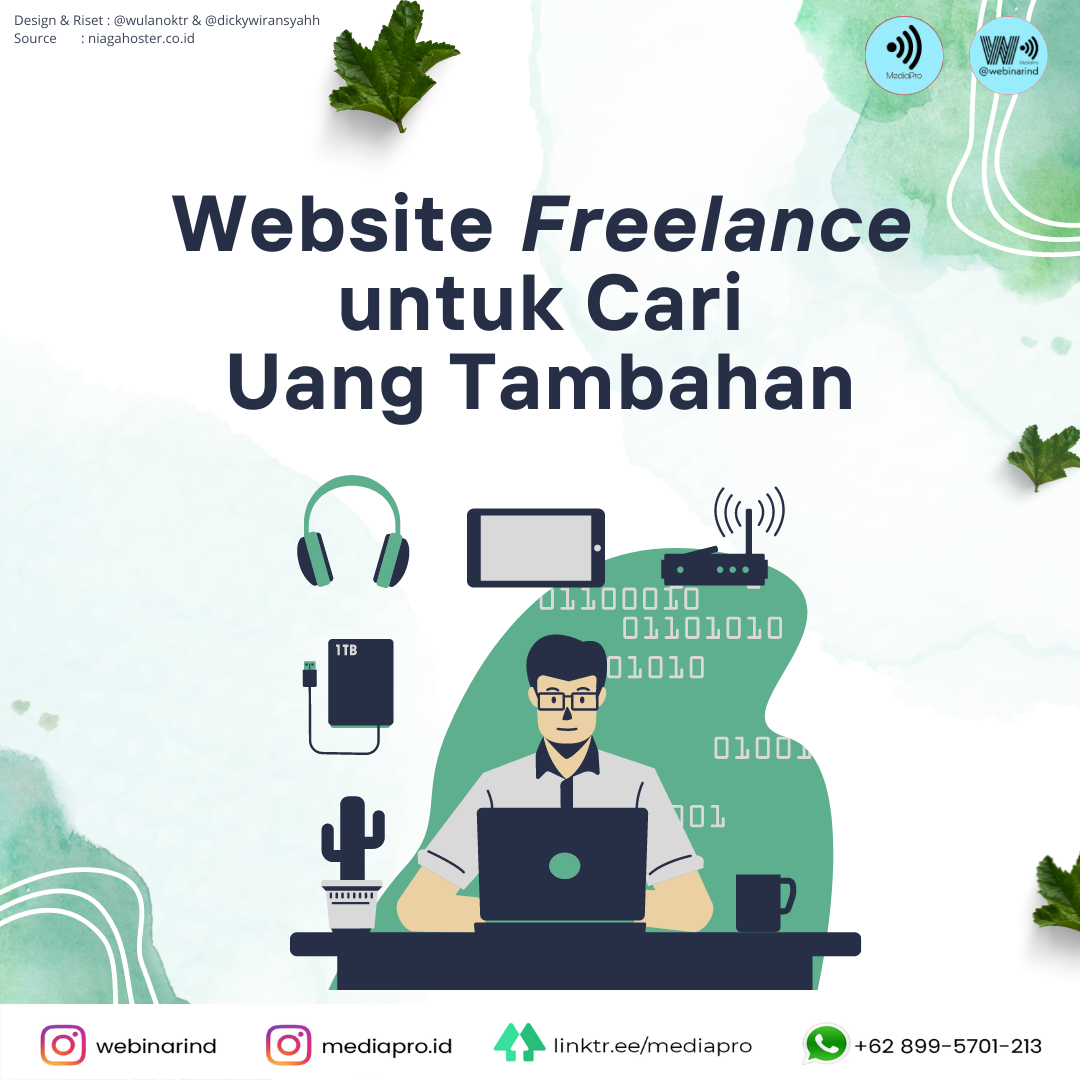 Design & Riset : @wulanoktr & @dickywiransyahh
Source : niagahoster.co.id
MediaPro
W
@webinarind
Website Freelance
untuk Cari
Uang Tambahan
01100010
01101010
01010
1TB
01001
001
webinarind
mediapro.id
linktr.ee/mediapro
+62 899-5701-213